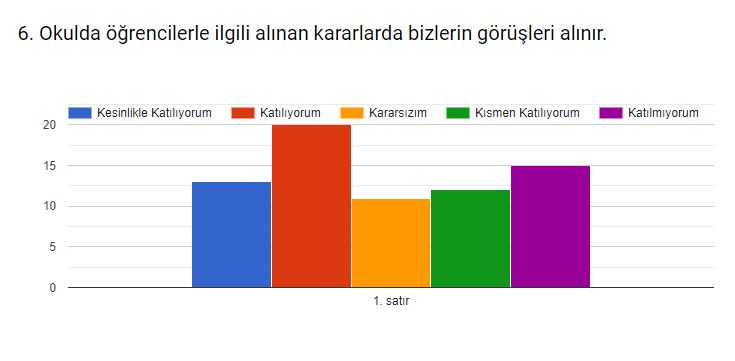 6. Okulda öğrencilerle ilgili alınan kararlarda bizlerin görüşleri alınır.
Kesinlikle Katılıyorum Katılıyorum Kararsızım Kısmen Katılıyorum Katılmıyorum
20
15
10
5
0
1. satır